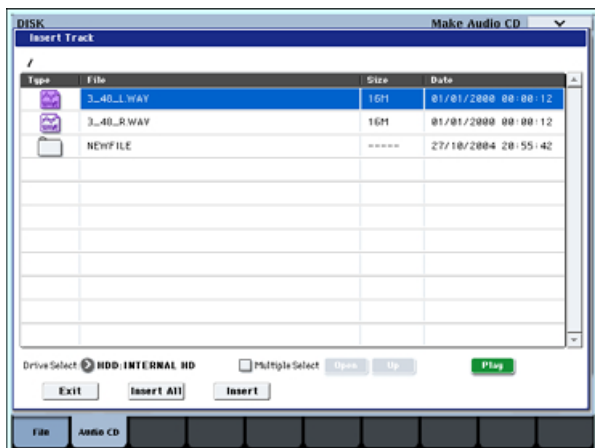 DISK Make Audio CD
Insert Track
/
Type File Size Date
3_40_L.WAV 16M 01/01/2000 00:00:12
3_40_R.WAV 16M 01/01/2000 00:00:12
NEWFILE ----- 27/10/2004 20:55:42
Drive Select HDD:INTERNAL HD Multiple Select Open Up Play
Exit Insert All Insert
File Audio CD